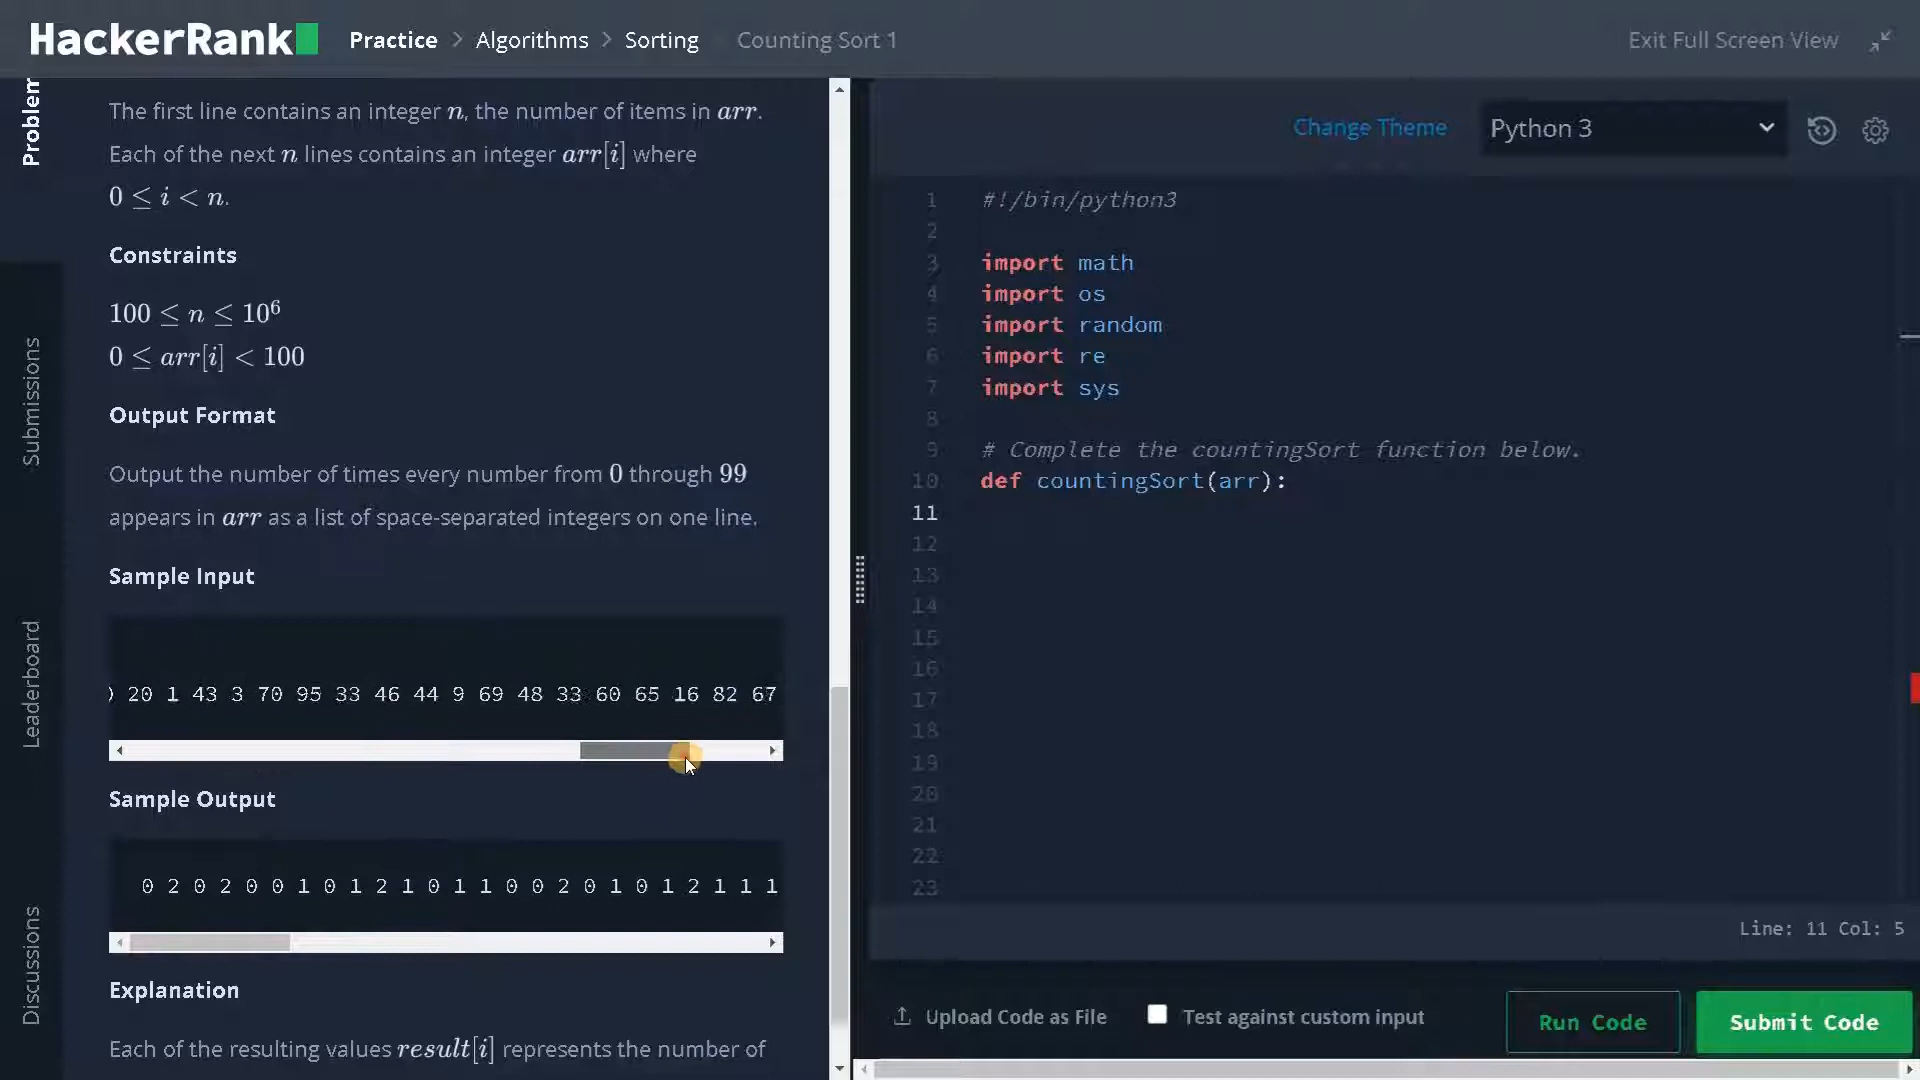 HackerRank Practice > Algorithms > Sorting Counting Sort 1 Exit Full Screen View
Problem
Submissions
Leaderboard
Discussions
The first line contains an integer n, the number of items in arr.
Each of the next n lines contains an integer arr[i] where
0 ≤ i < n.
Constraints
100 ≤ n ≤ 10⁶
0 ≤ arr[i] < 100
Output Format
Output the number of times every number from 0 through 99
appears in arr as a list of space-separated integers on one line.
Sample Input
20 1 43 3 70 95 33 46 44 9 69 48 33 60 65 16 82 67
Sample Output
0 2 0 2 0 0 1 0 1 2 1 0 1 1 0 0 2 0 1 0 1 2 1 1 1
Explanation
Each of the resulting values result[i] represents the number of
Change Theme Python 3
1 #!/bin/python3
2
3 import math
4 import os
5 import random
6 import re
7 import sys
8
9 # Complete the countingSort function below.
10 def countingSort(arr):
11
12
13
14
15
16
17
18
19
20
21
22
23
Line: 11 Col: 5
Upload Code as File Test against custom input Run Code Submit Code